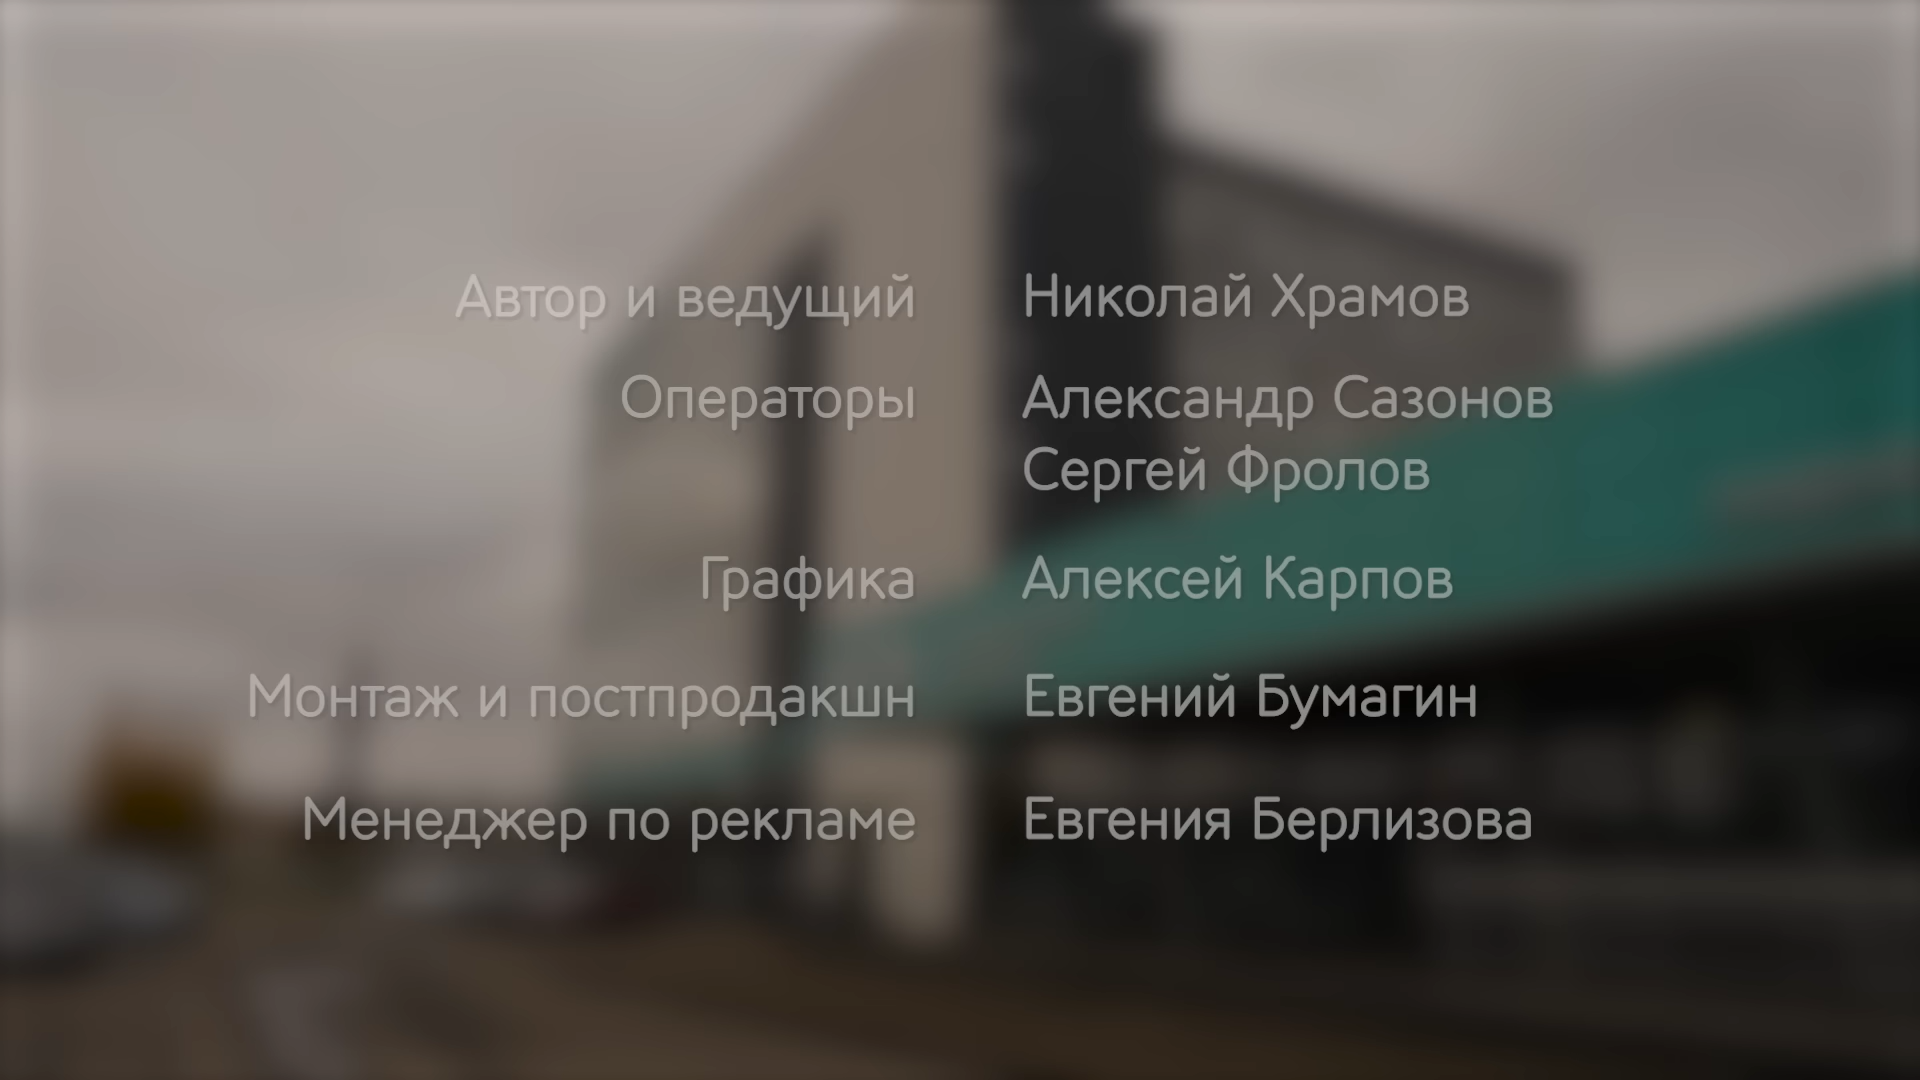 Автор и ведущий Николай Храмов
Операторы Александр Сазонов
Сергей Фролов
Графика Алексей Карпов
Монтаж и постпродакшн Евгений Бумагин
Менеджер по рекламе Евгения Берлизова